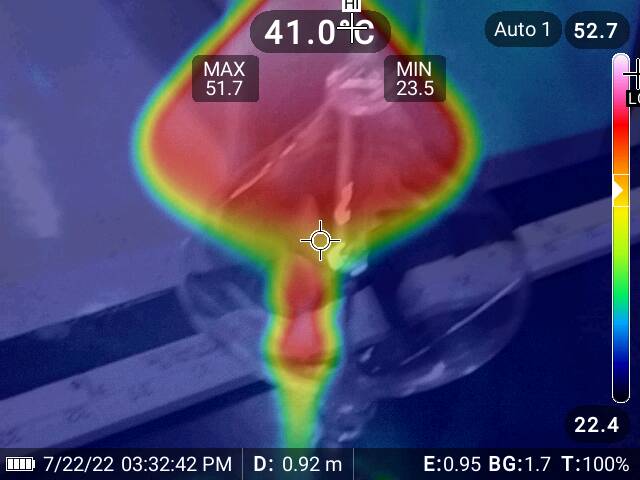 HI
41.0°C
Auto 1
52.7
MAX
51.7
MIN
23.5
LO
22.4
7/22/22 03:32:42 PM
D: 0.92 m
E:0.95 BG:1.7 T:100%